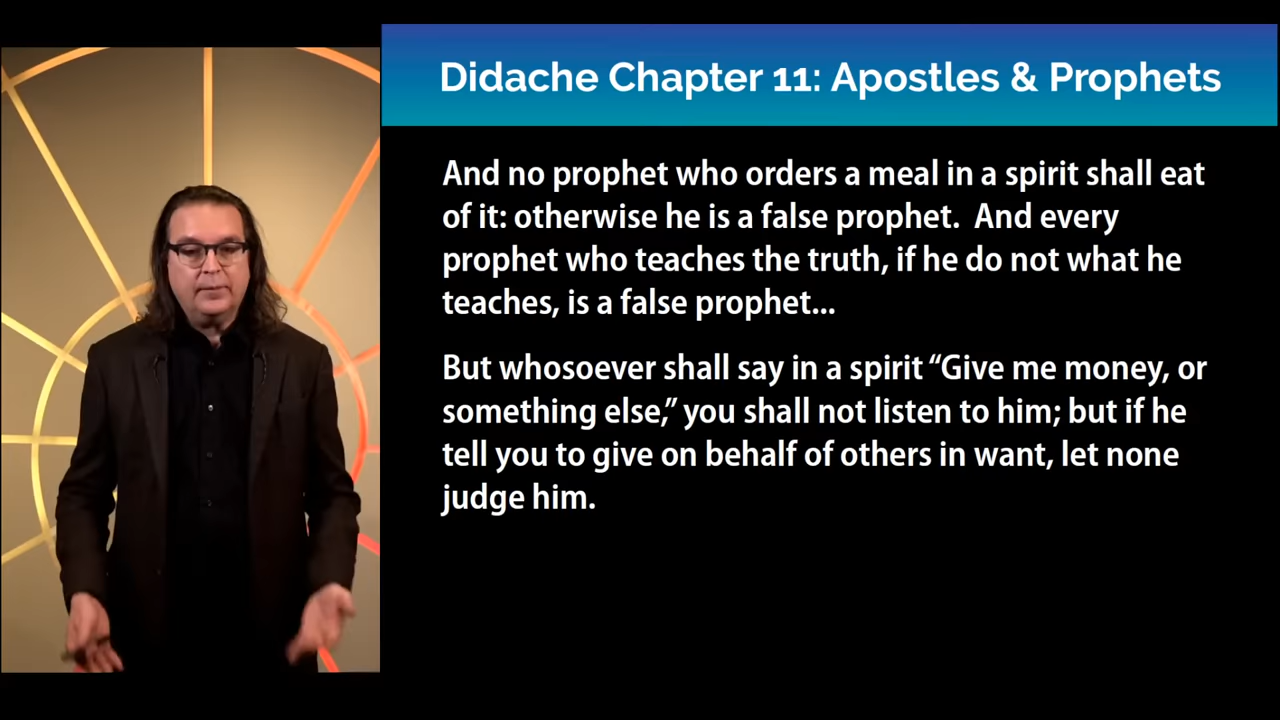 Didache Chapter 11: Apostles & Prophets
And no prophet who orders a meal in a spirit shall eat
of it: otherwise he is a false prophet.  And every
prophet who teaches the truth, if he do not what he
teaches, is a false prophet...
But whosoever shall say in a spirit “Give me money, or
something else,” you shall not listen to him; but if he
tell you to give on behalf of others in want, let none
judge him.